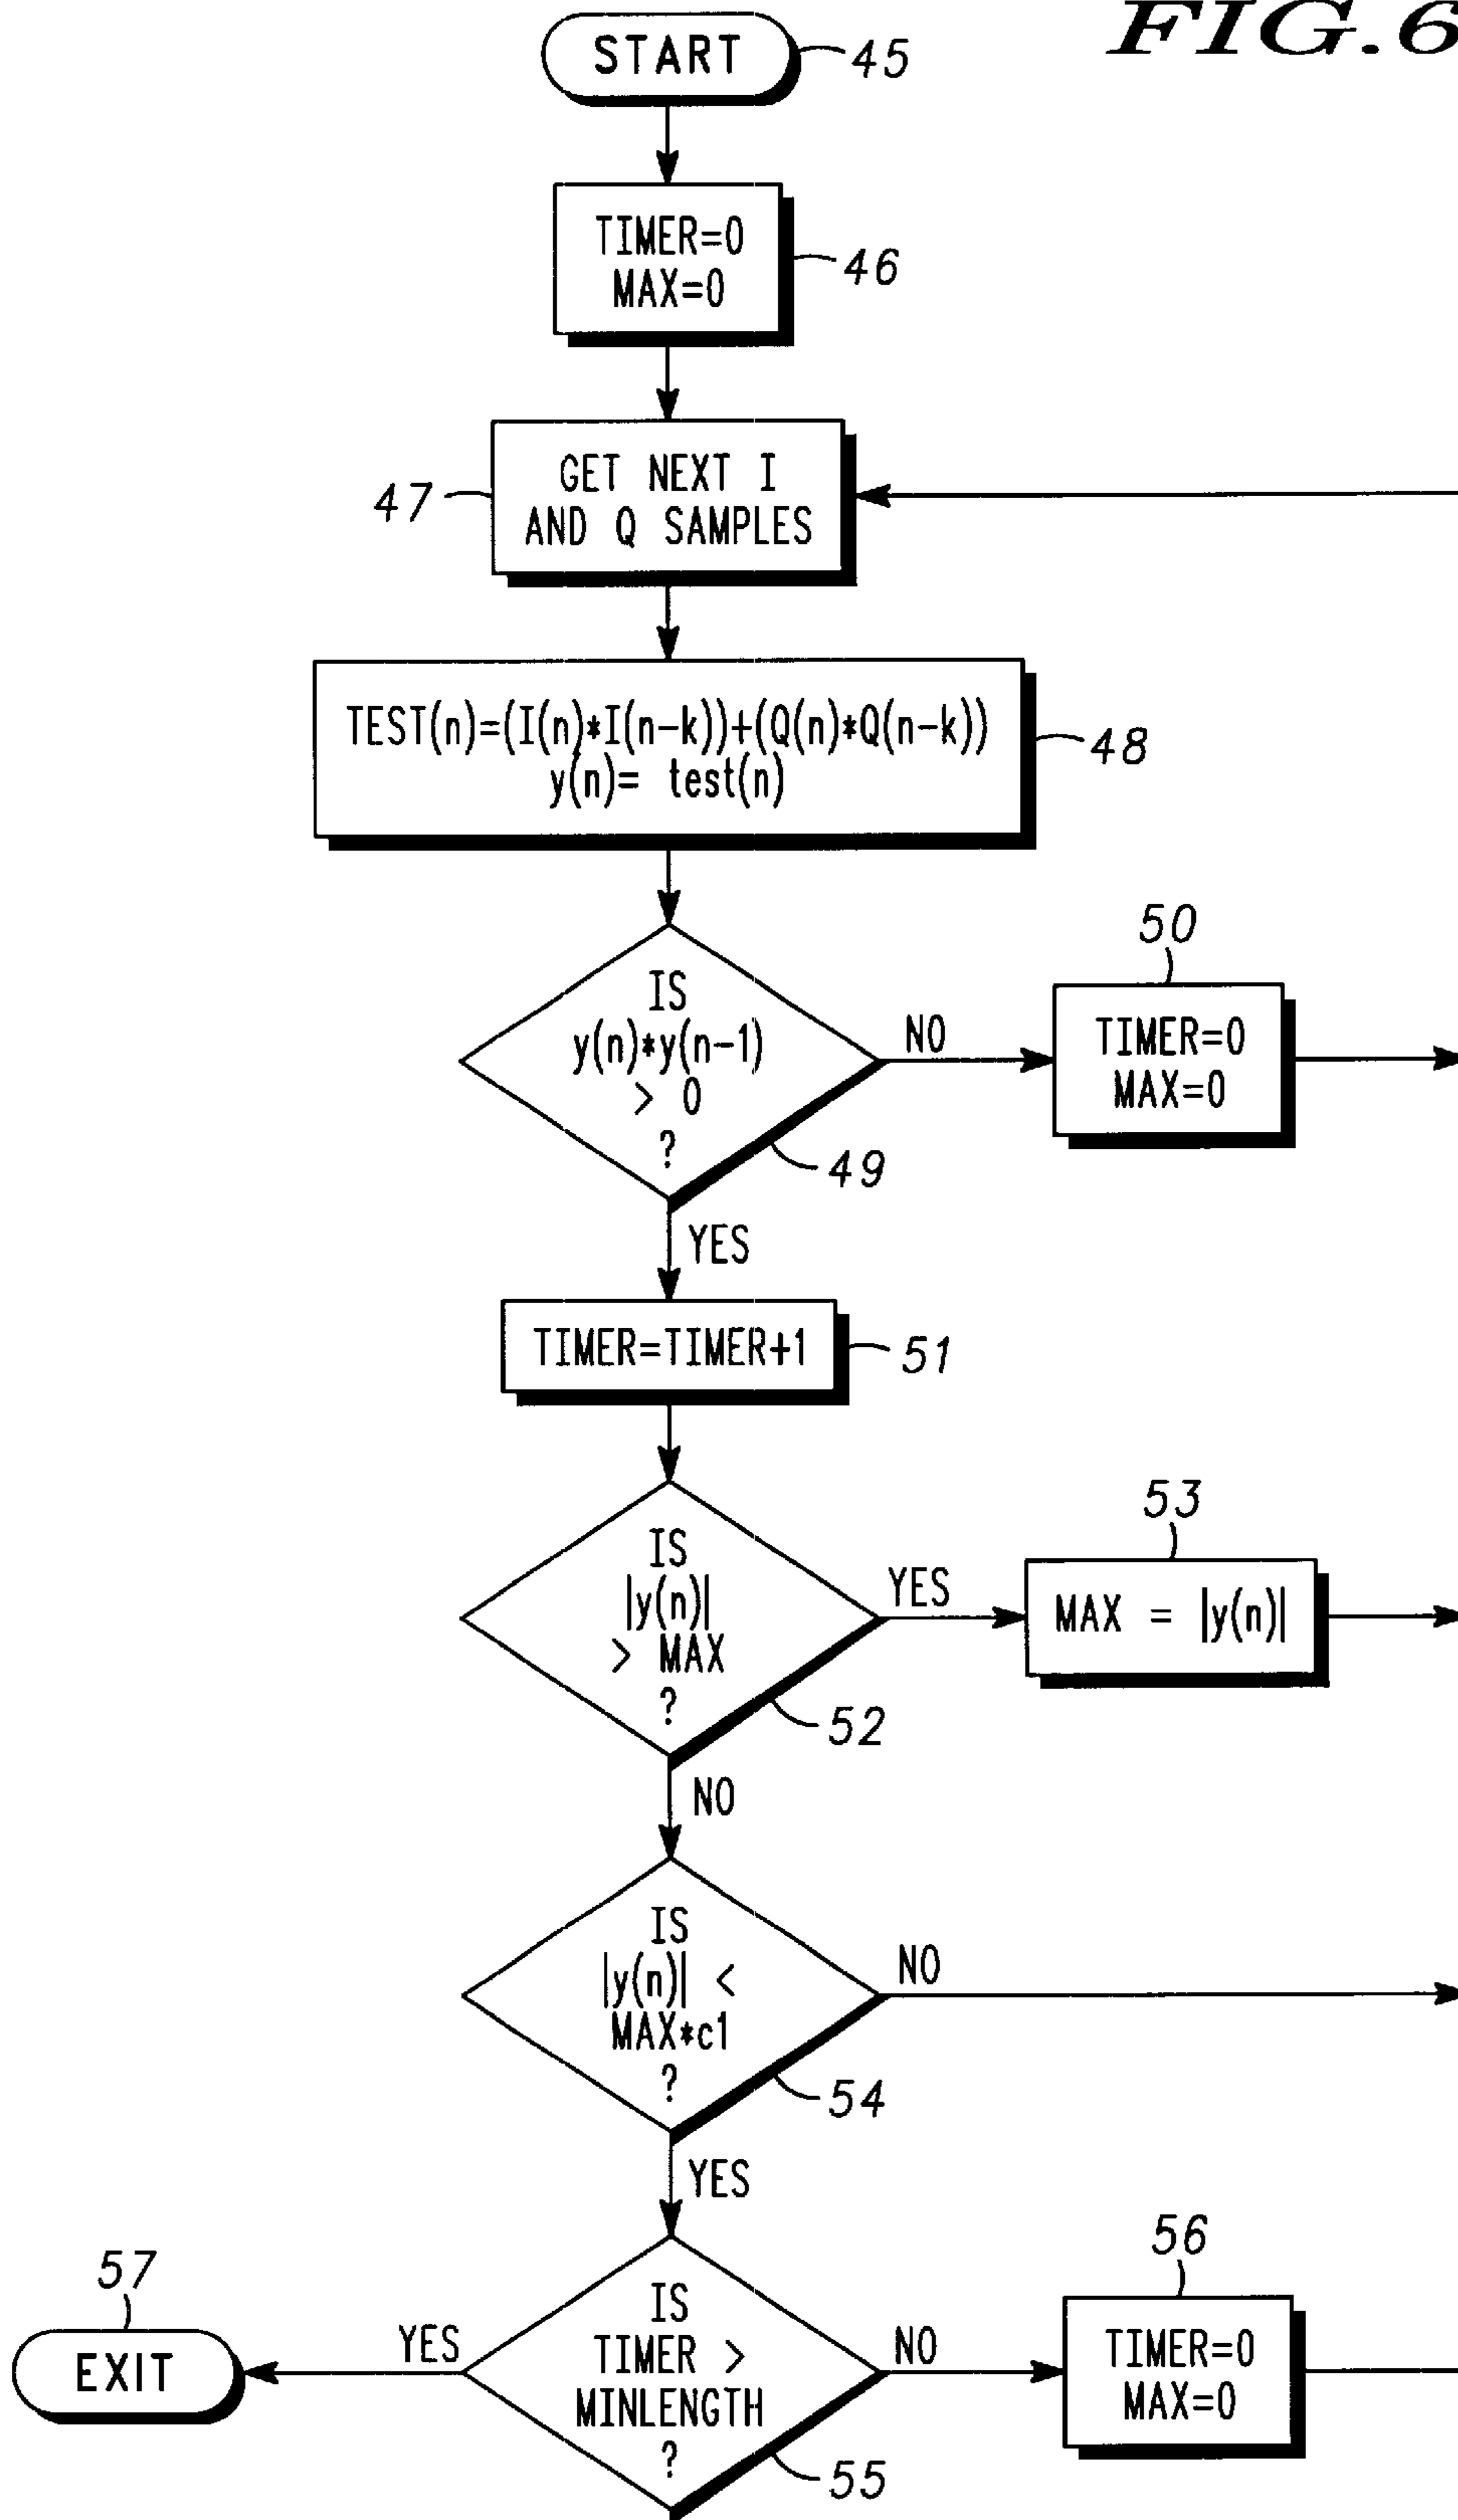 FIG.6
START
45
TIMER=0
MAX=0
46
GET NEXT I
AND Q SAMPLES
47
TEST(n)=(I(n)*I(n-k))+(Q(n)*Q(n-k))
y(n)= test(n)
48
IS
y(n)*y(n-1)
> 0
?
49
NO
50
TIMER=0
MAX=0
YES
TIMER=TIMER+1
51
IS
|y(n)|
> MAX
?
52
YES
53
MAX = |y(n)|
NO
IS
|y(n)| <
MAX*c1
?
54
NO
YES
IS
TIMER >
MINLENGTH
?
55
YES
57
EXIT
NO
56
TIMER=0
MAX=0